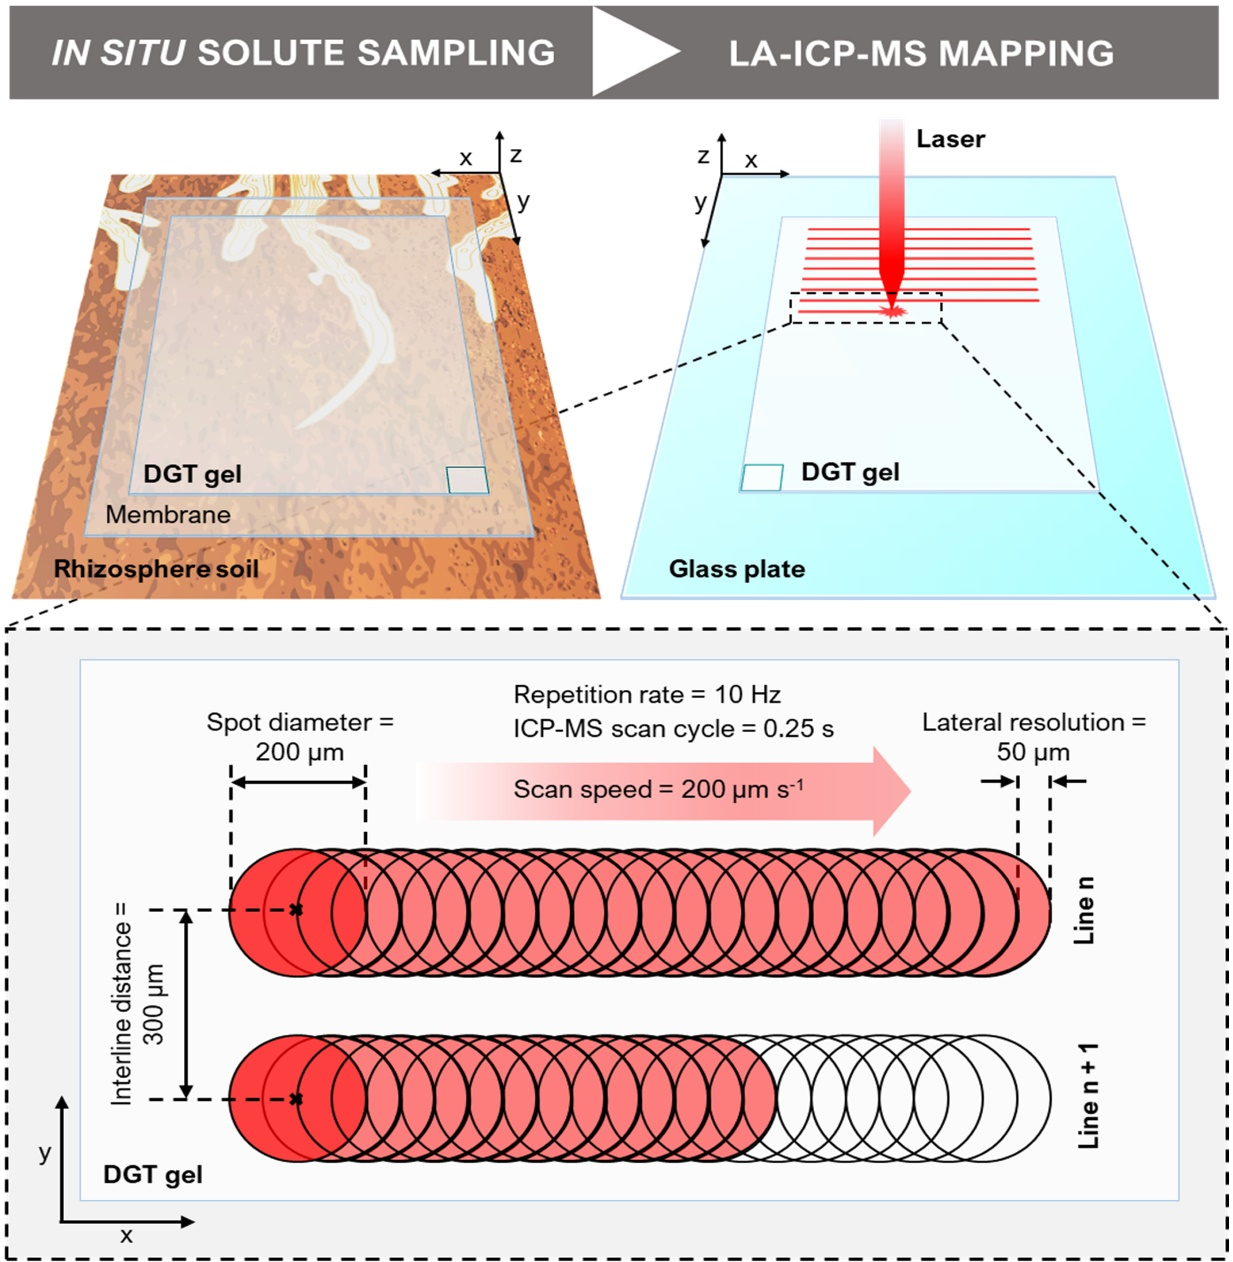 IN SITU SOLUTE SAMPLING
LA-ICP-MS MAPPING
x
z
y
DGT gel
Membrane
Rhizosphere soil
z
x
y
Laser
DGT gel
Glass plate
Repetition rate = 10 Hz
ICP-MS scan cycle = 0.25 s
Spot diameter =
200 µm
Lateral resolution =
50 µm
Scan speed = 200 µm s⁻¹
Line n
Interline distance =
300 µm
Line n + 1
y
DGT gel
x